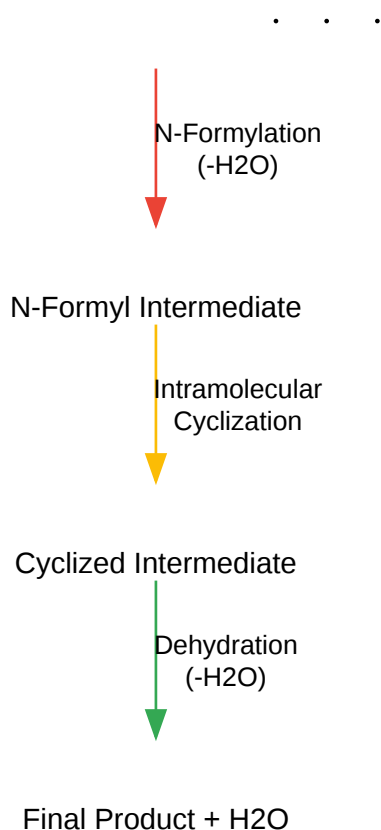 . . .
N-Formylation
(-H2O)
N-Formyl Intermediate
Intramolecular
Cyclization
Cyclized Intermediate
Dehydration
(-H2O)
Final Product + H2O